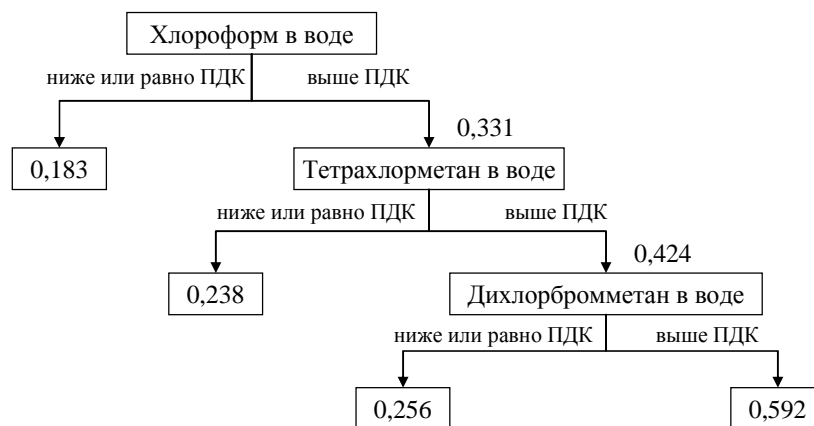 Хлороформ в воде
ниже или равно ПДК выше ПДК
0,331
0,183 Тетрахлорметан в воде
ниже или равно ПДК выше ПДК
0,424
0,238 Дихлорбромметан в воде
ниже или равно ПДК выше ПДК
0,256 0,592